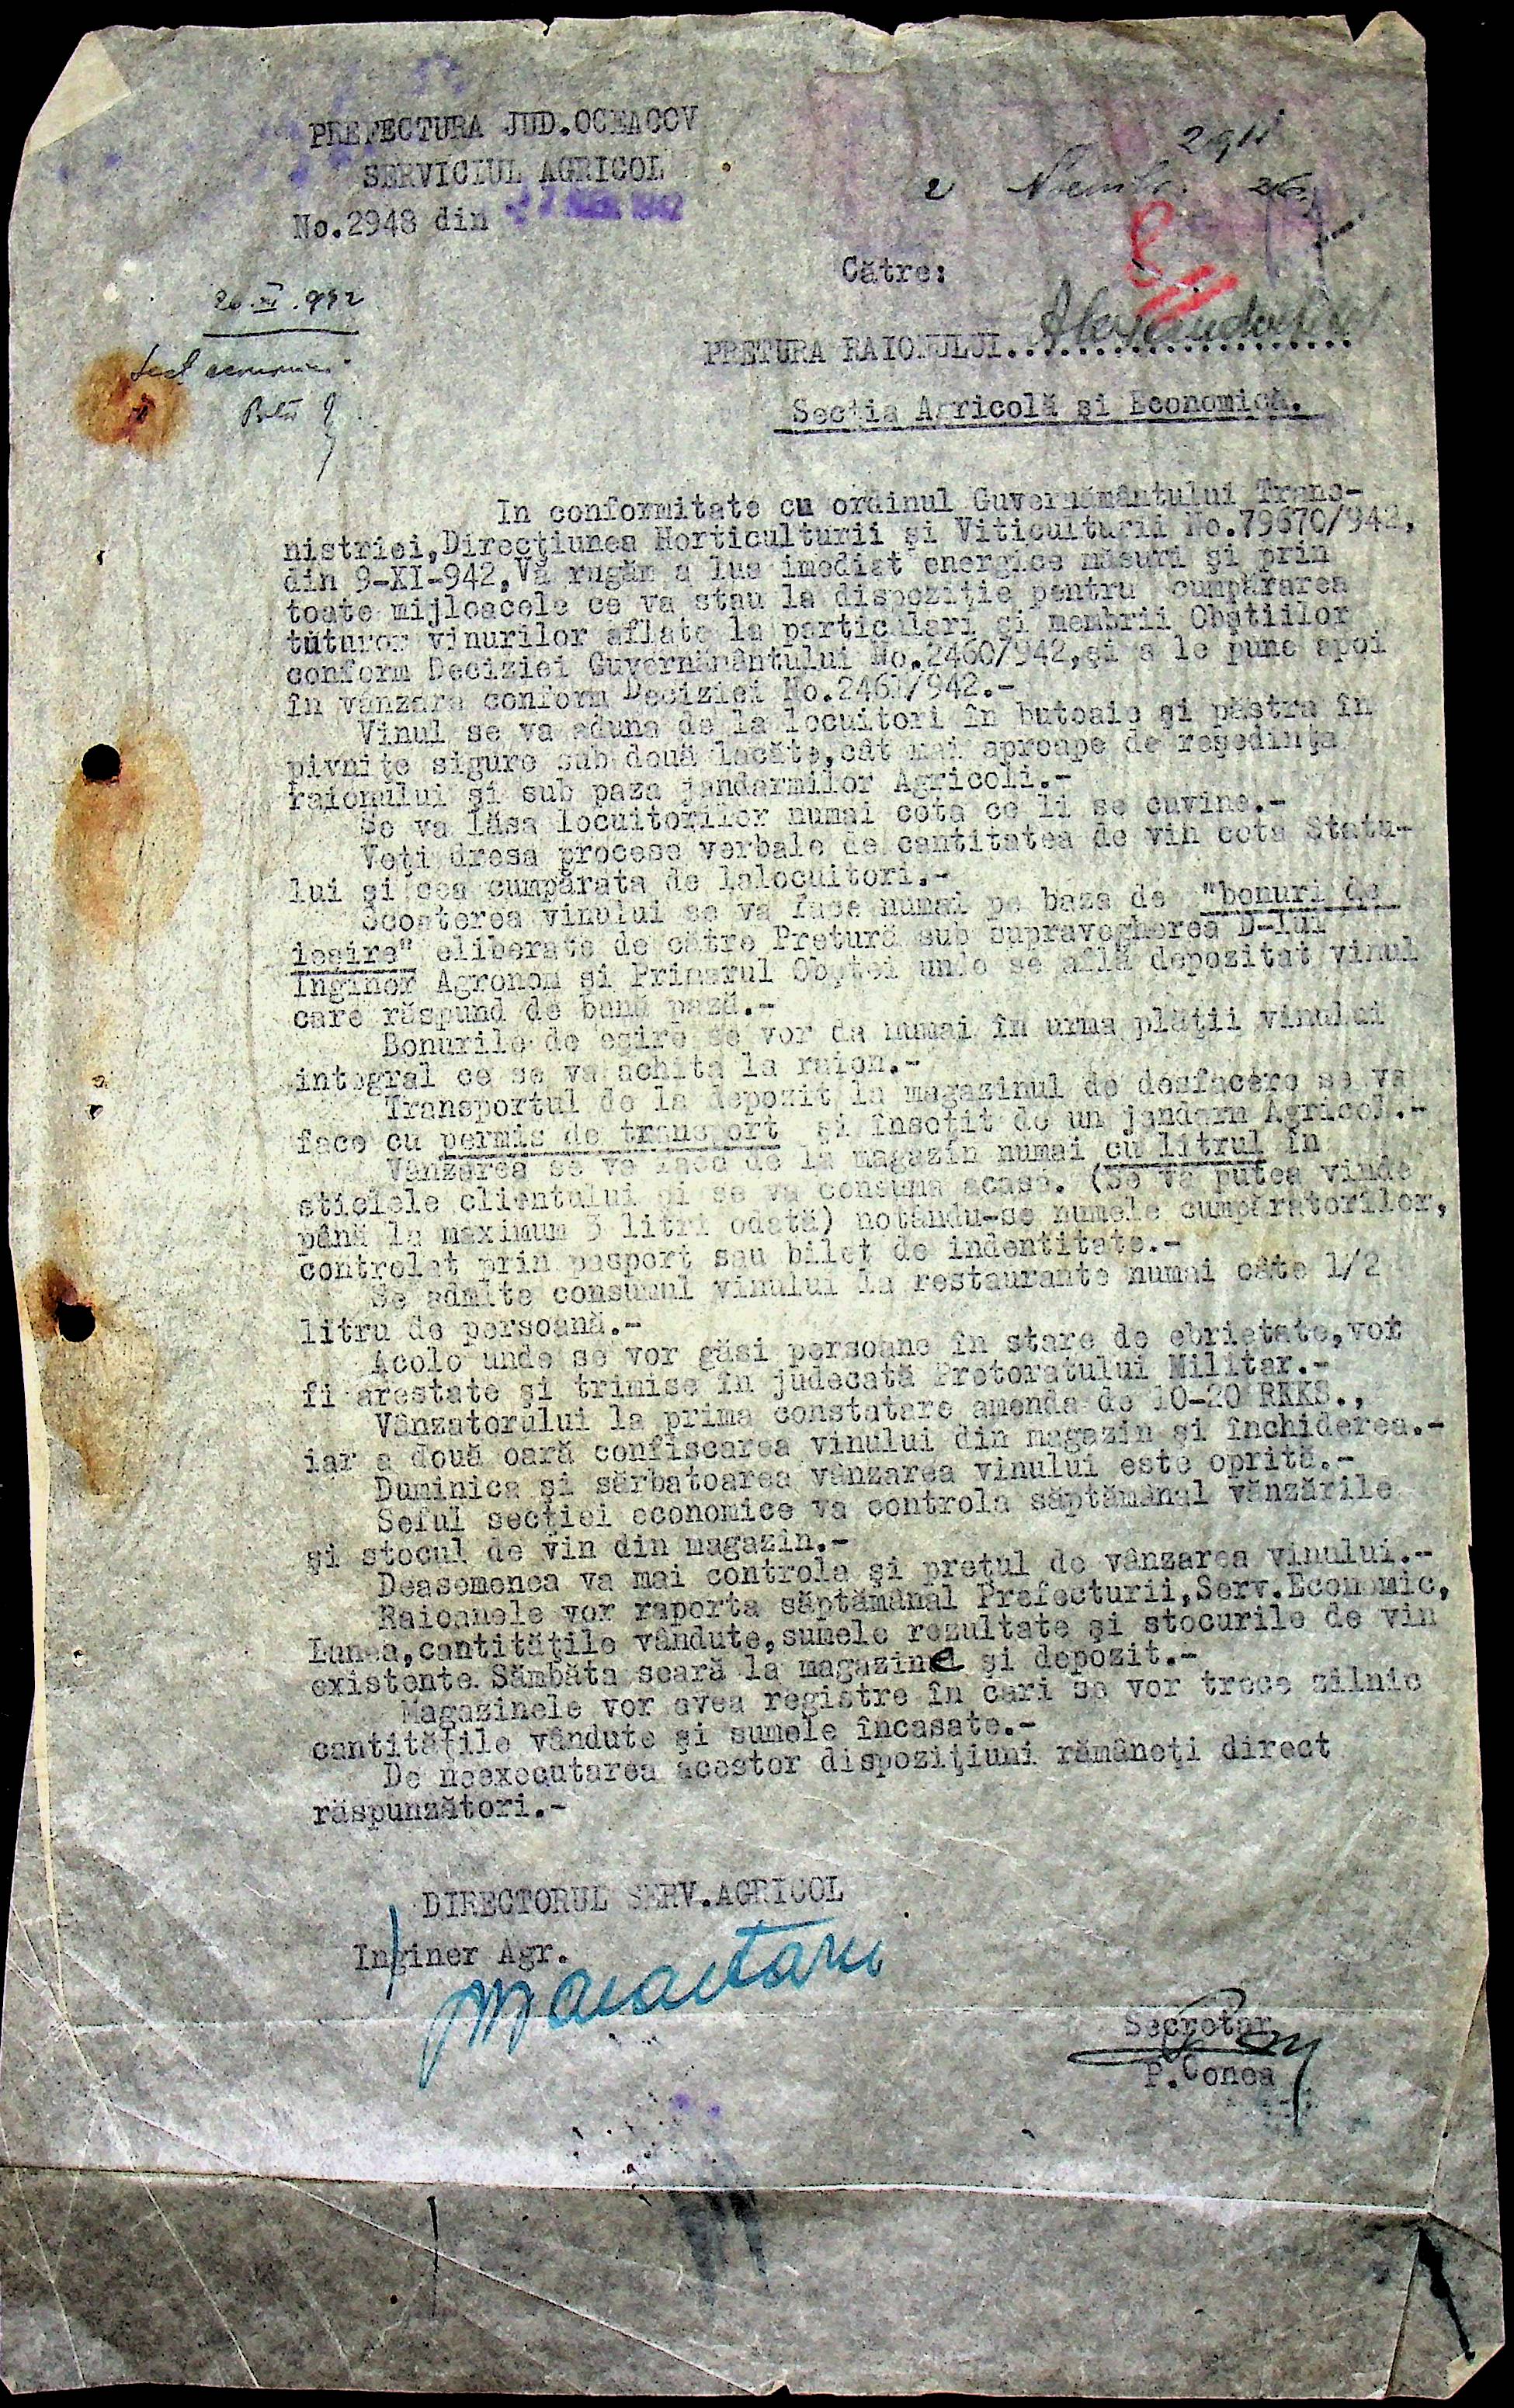 PREFECTURA JUD.OCEACOV
SERVICIUL AGRICOL
No.2948 din
2911
2 Noembr. 26
Către:
26.XI.942
PRETURA RAIONULUI...................
Secţia Agricolă şi Economică.
In conformitate cu ordinul Guvernământului Trans-
nistriei,Direcţiunea Horticulturii şi Viticulturii No.79670/942,
din 9-XI-942,Vă rugăm a lua imediat energice măsuri şi prin
toate mijloacele ce va stau la dispoziţie pentru cumpărarea
tuturor vinurilor aflate la particulari şi membrii Obştiilor
conform Deciziei Guvernământului No.2460/942,şi a le pune apoi
în vânzare conform Deciziei No.2461/942.-
Vinul se va aduna de la locuitori în butoaie şi păstra în
pivniţe sigure sub două lacăte,cât mai aproape de reşedinţa
raionului şi sub paza jandarmilor Agricoli.-
Se va lăsa locuitorilor numai cota ce li se cuvine.-
Veţi dresa procese verbale de cantitatea de vin cota Statu-
lui şi cea cumpărata de lalocuitori.-
Scoaterea vinului se va face numai pe baza de "bonuri de
ieşire" eliberate de către Pretură sub supravegherea D-lui
Inginer Agronom şi Primarul Obştei unde se află depozitat vinul
care răspund de bună pază.-
Bonurile de eşire se vor da numai în urma plăţii vinului
integral ce se va achita la raion.-
Transportul de la depozit la magazinul de desfacere se va
face cu permis de transport şi însoţit de un jandarm Agricol.-
Vânzarea se va face de la magazin numai cu litrul în
sticlele clientului şi se va consuma acasa. (Se va putea vinde
până la maximum 3 litri odată) notându-se numele cumpărătorilor,
controlat prin pasport sau bilet de indentitate.-
Se admite consumul vinului la restaurante numai câte 1/2
litru de persoană.-
Acolo unde se vor găsi persoane în stare de ebrietate,vor
fi arestate şi trimise în judecată Pretoratului Militar.-
Vânzatorului la prima constatare amenda de 10-20 RKKS.,
iar a două oară confiscarea vinului din magazin şi închiderea.-
Duminica şi sărbatoarea vânzarea vinului este oprită.-
Seful secţiei economice va controla săptămânal vănzările
şi stocul de vin din magazin.-
Deasemenea va mai controla şi preţul de vânzarea vinului.-
Raioanele vor raporta săptămânal Prefecturii,Serv.Economic,
Lunea,cantităţile vândute,sumele rezultate şi stocurile de vin
existente Sâmbăta seară la magazine şi depozit.-
Magazinele vor avea registre în cari se vor trece zilnic
cantităţile vândute şi sumele încasate.-
De neexecutarea acestor dispoziţiuni rămâneţi direct
răspunzători.-
DIRECTORUL SERV.AGRICOL
Inginer Agr.
Secretar
P.Conea